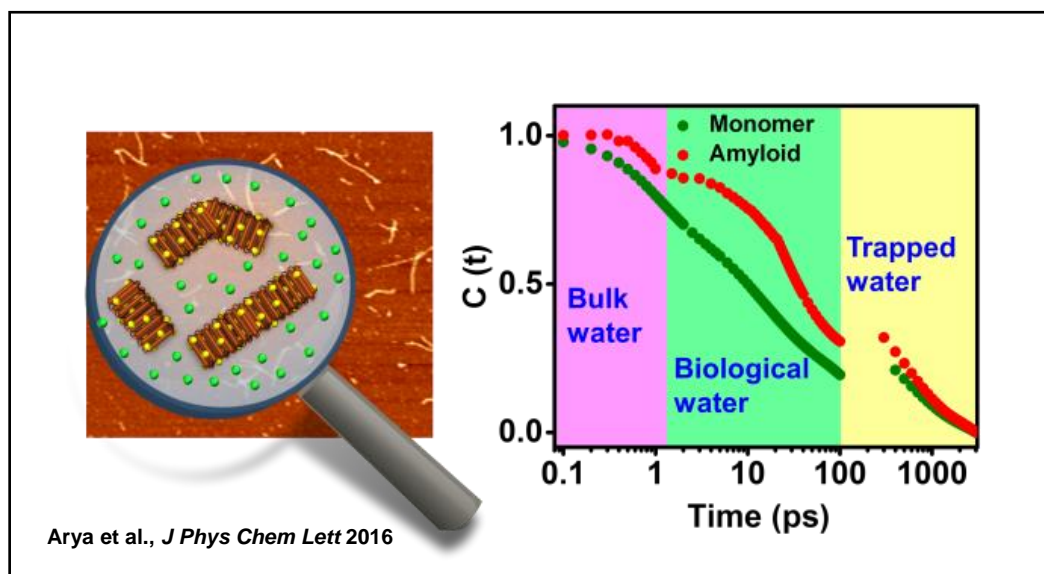 Monomer
Amyloid
Bulk
water
Biological
water
Trapped
water
C (t)
1.0
0.5
0.0
0.1
1
10
100
1000
Time (ps)
Arya et al., J Phys Chem Lett 2016